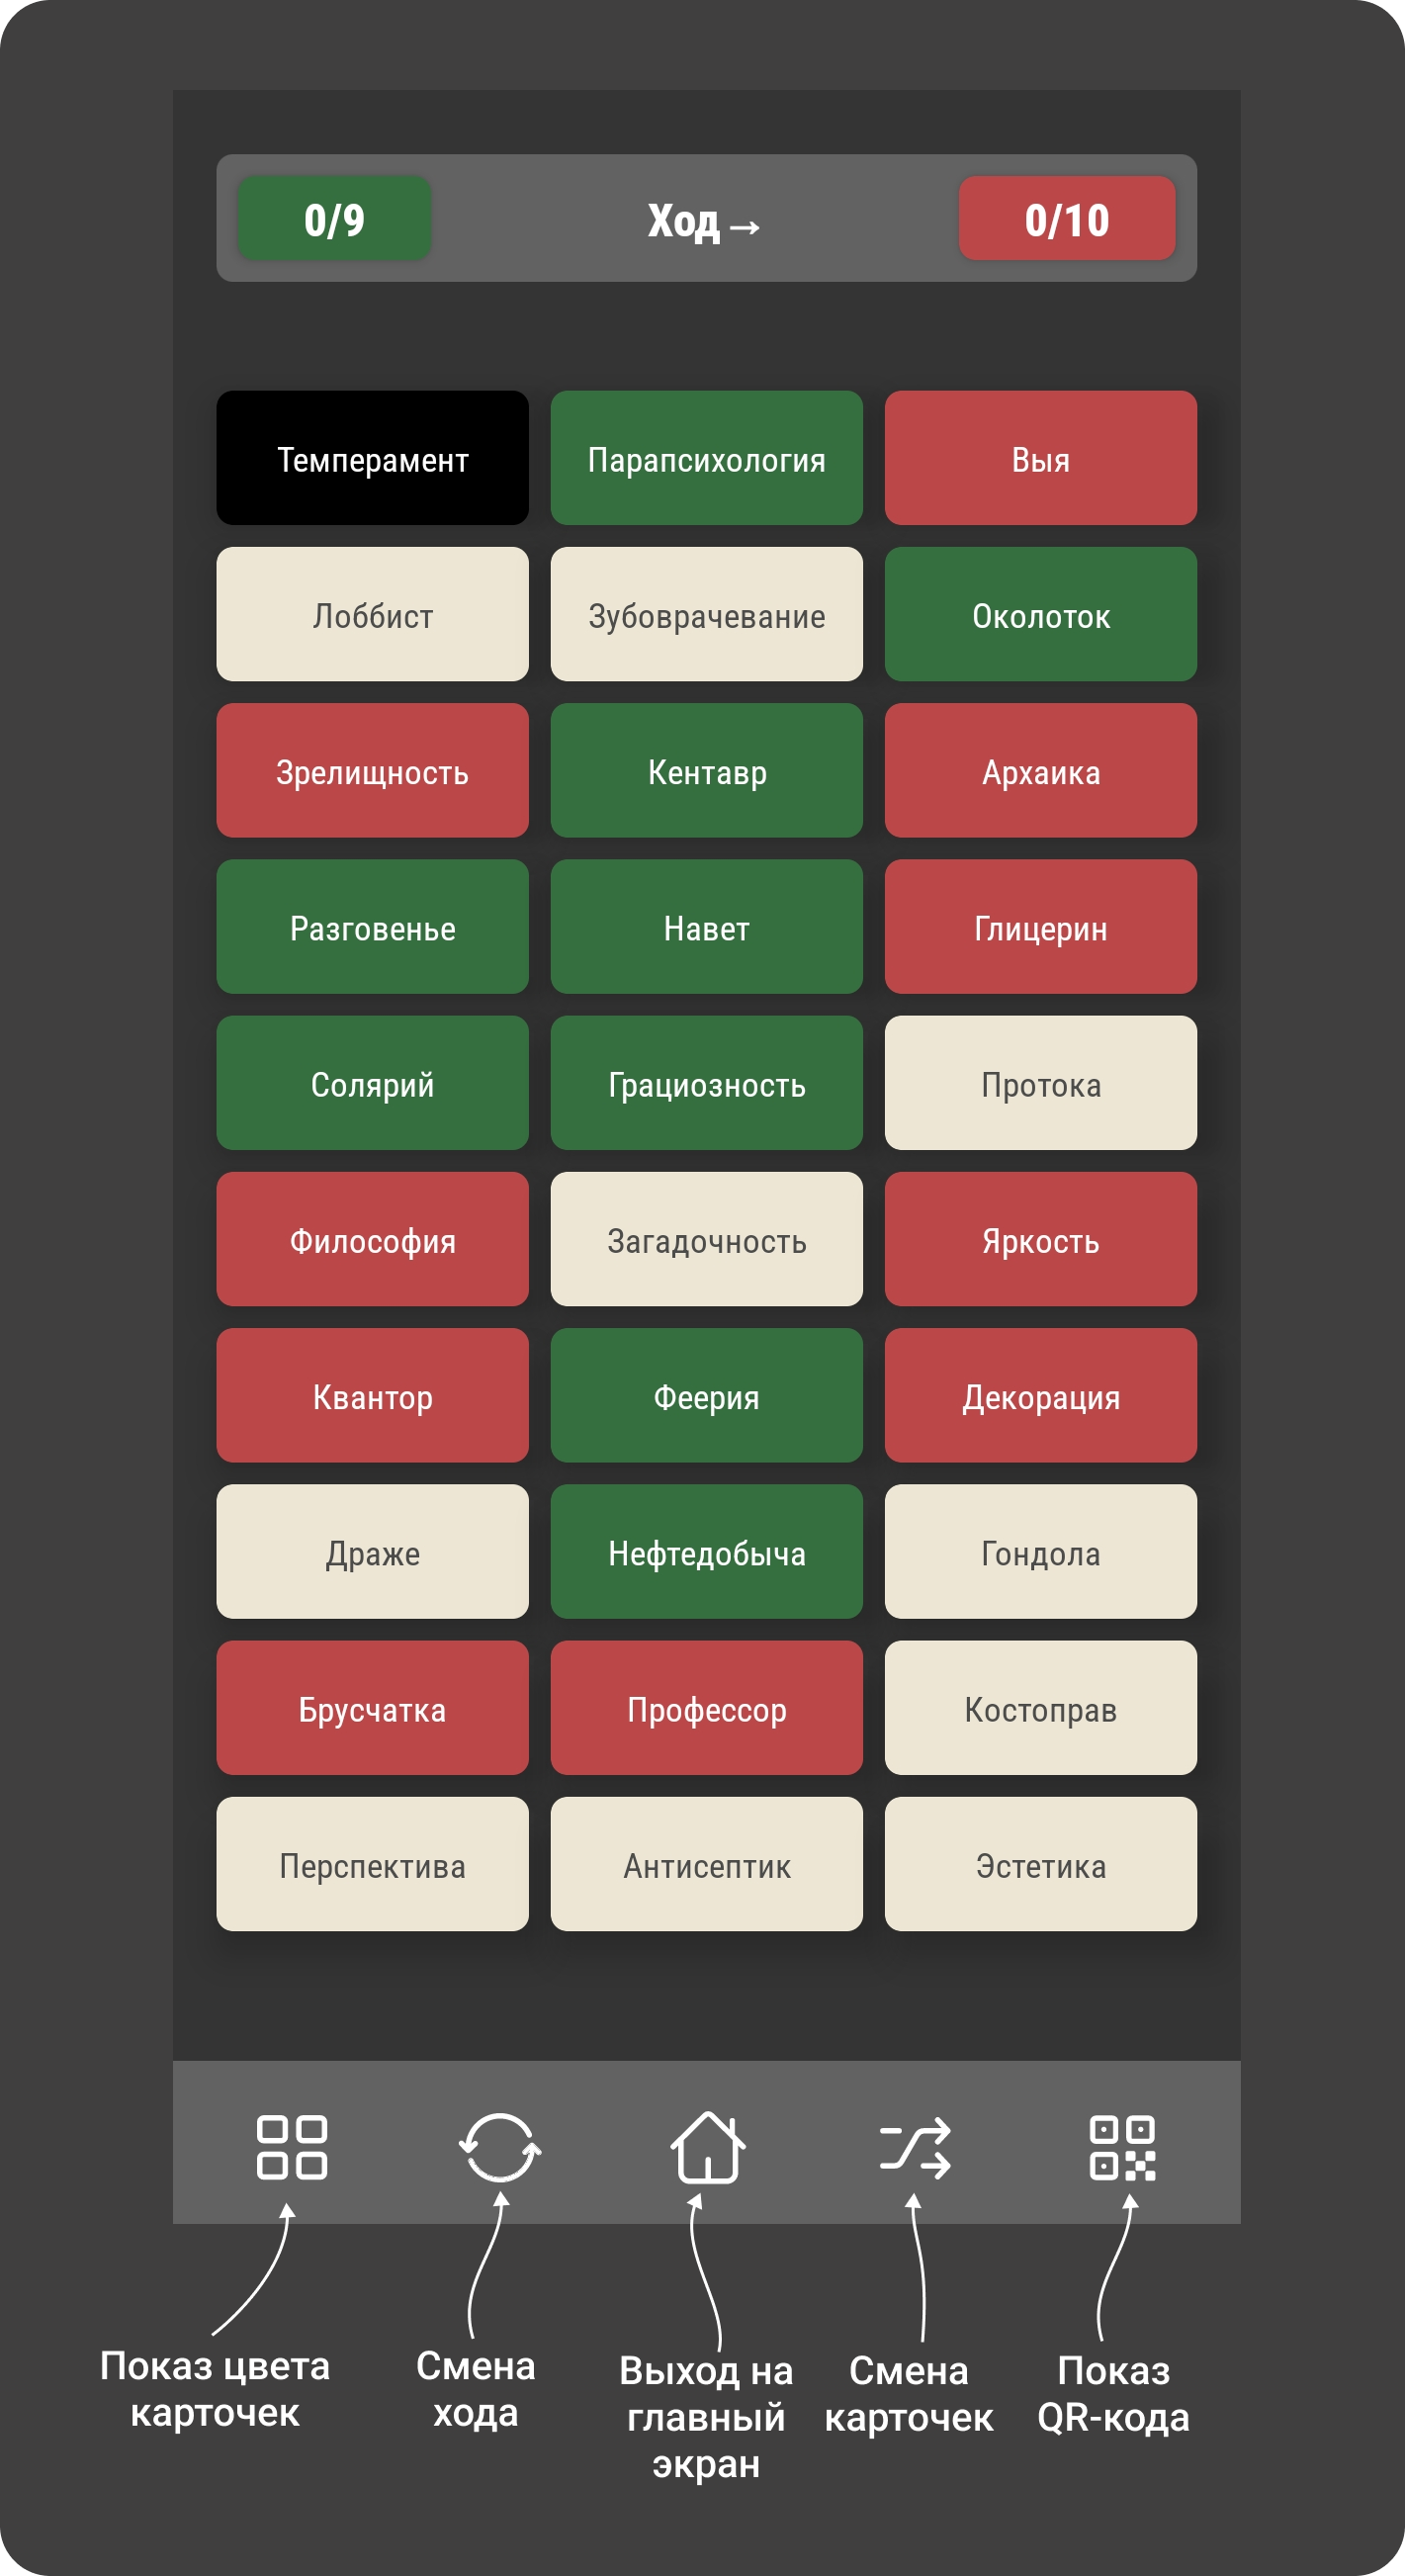 0/9 Ход→ 0/10
Темперамент Парапсихология Выя
Лоббист Зубоврачевание Околоток
Зрелищность Кентавр Архаика
Разговенье Навет Глицерин
Солярий Грациозность Протока
Философия Загадочность Яркость
Квантор Феерия Декорация
Драже Нефтедобыча Гондола
Брусчатка Профессор Костоправ
Перспектива Антисептик Эстетика
Показ цвета
карточек
Смена
хода
Выход на
главный
экран
Смена
карточек
Показ
QR-кода